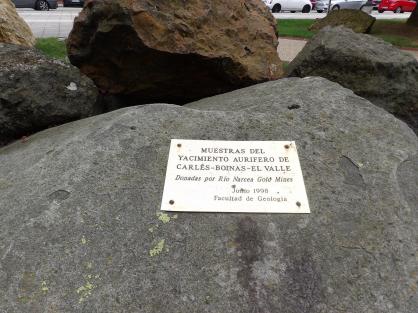 MUESTRAS DEL
YACIMIENTO AURIFERO DE
CARLÉS-BOINAS-EL VALLE
Donadas por Río Narcea Gold Mines
Junio 1998
Facultad de Geología